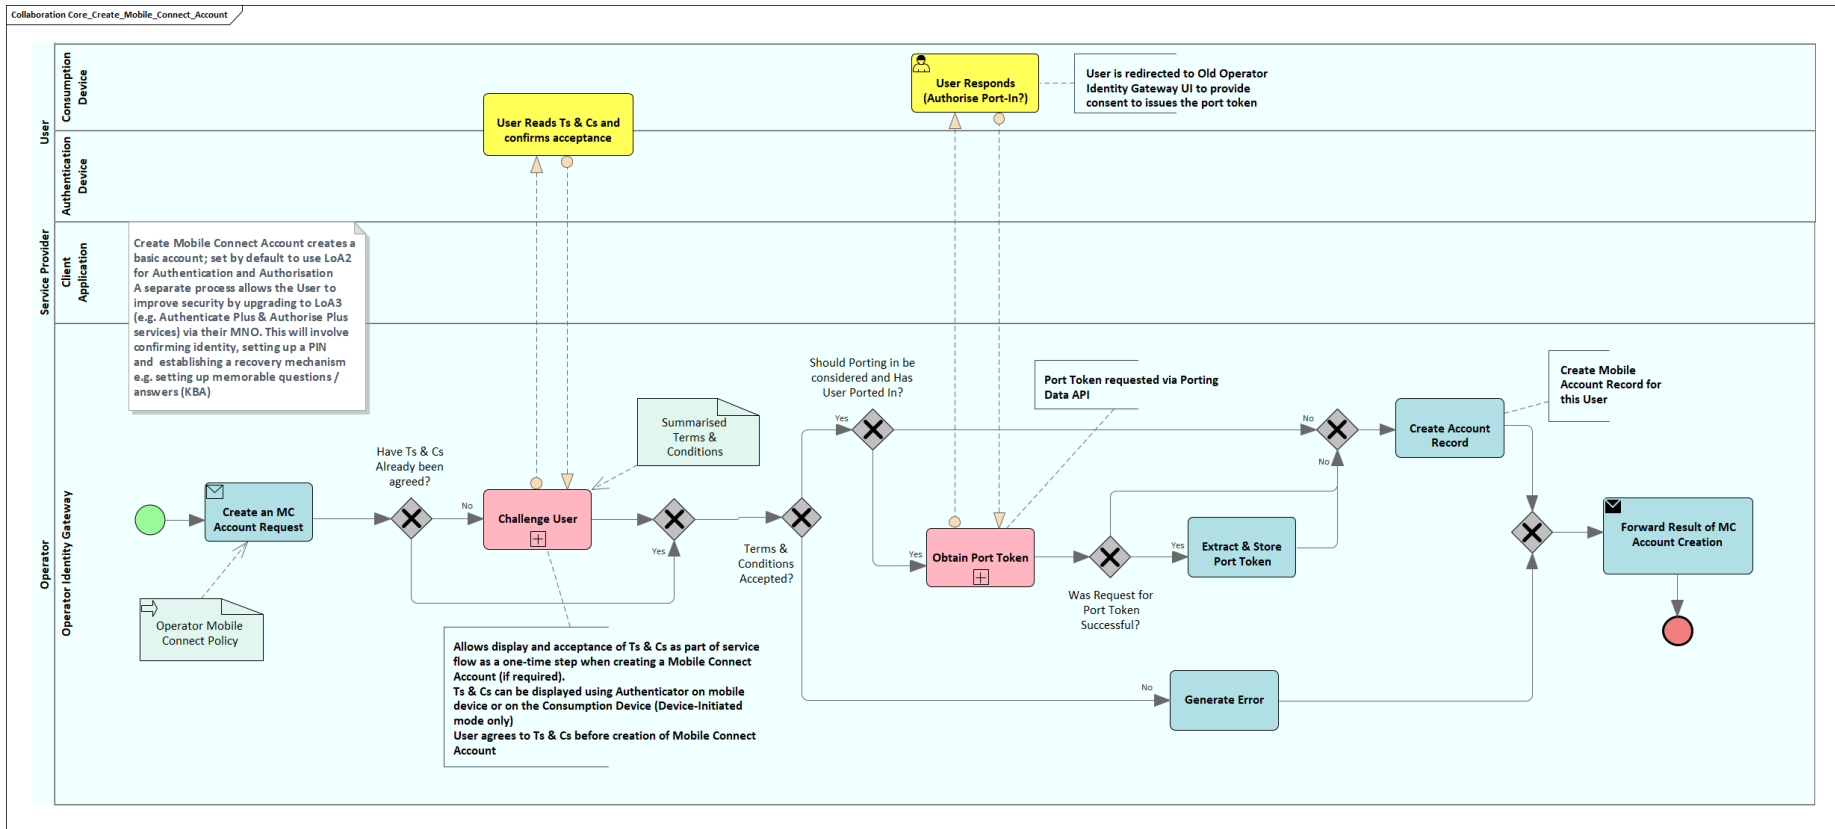 Collaboration Core_Create_Mobile_Connect_Account
User
Consumption
Device
Authentication
Device
Service Provider
Client
Application
Operator
Operator Identity Gateway
User Reads Ts & Cs and
confirms acceptance
User Responds
(Authorise Port-In?)
User is redirected to Old Operator
Identity Gateway UI to provide
consent to issues the port token
Create Mobile Connect Account creates a
basic account; set by default to use LoA2
for Authentication and Authorisation
A separate process allows the User to
improve security by upgrading to LoA3
(e.g. Authenticate Plus & Authorise Plus
services) via their MNO. This will involve
confirming identity, setting up a PIN
and establishing a recovery mechanism
e.g. setting up memorable questions /
answers (KBA)
Create an MC
Account Request
Operator Mobile
Connect Policy
Have Ts & Cs
Already been
agreed?
No
Yes
Challenge User
Summarised
Terms &
Conditions
Allows display and acceptance of Ts & Cs as part of service
flow as a one-time step when creating a Mobile Connect
Account (if required).
Ts & Cs can be displayed using Authenticator on mobile
device or on the Consumption Device (Device-Initiated
mode only)
User agrees to Ts & Cs before creation of Mobile Connect
Account
Terms &
Conditions
Accepted?
Yes
No
Should Porting in be
considered and Has
User Ported In?
No
Yes
Port Token requested via Porting
Data API
Obtain Port Token
Was Request for
Port Token
Successful?
No
Yes
Extract & Store
Port Token
Generate Error
Create Account
Record
Create Mobile
Account Record for
this User
Forward Result of MC
Account Creation